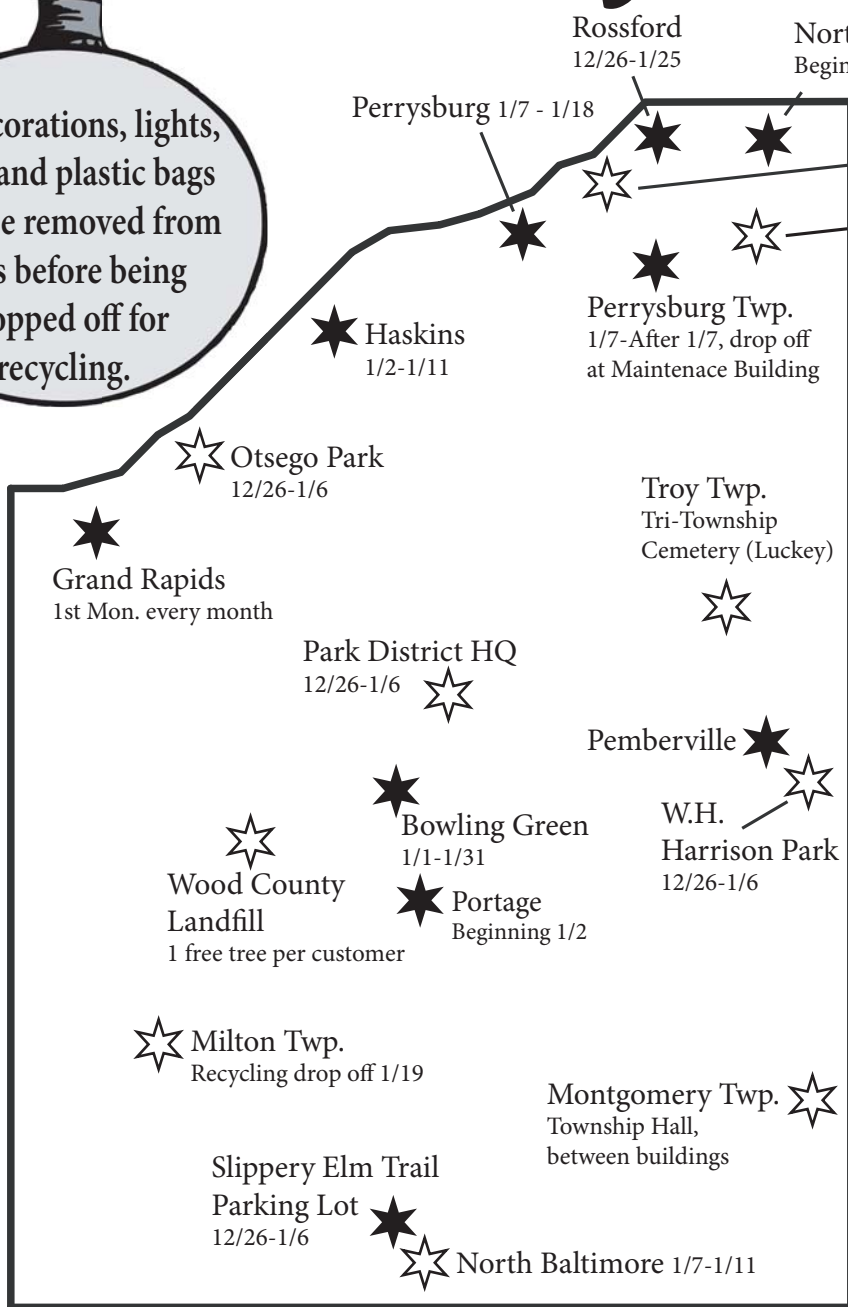 Rossford
12/26-1/25
Perrysburg 1/7 - 1/18
lights,
and plastic bags
removed from
before being
off for
recycling.
Perrysburg Twp.
1/7-After 1/7, drop off
at Maintenace Building
Haskins
1/2-1/11
Otsego Park
12/26-1/6
Troy Twp.
Tri-Township
Cemetery (Luckey)
Grand Rapids
1st Mon. every month
Park District HQ
12/26-1/6
Pemberville
W.H.
Harrison Park
12/26-1/6
Bowling Green
1/1-1/31
Wood County
Landfill
1 free tree per customer
Portage
Beginning 1/2
Milton Twp.
Recycling drop off 1/19
Montgomery Twp.
Township Hall,
between buildings
Slippery Elm Trail
Parking Lot
12/26-1/6
North Baltimore 1/7-1/11